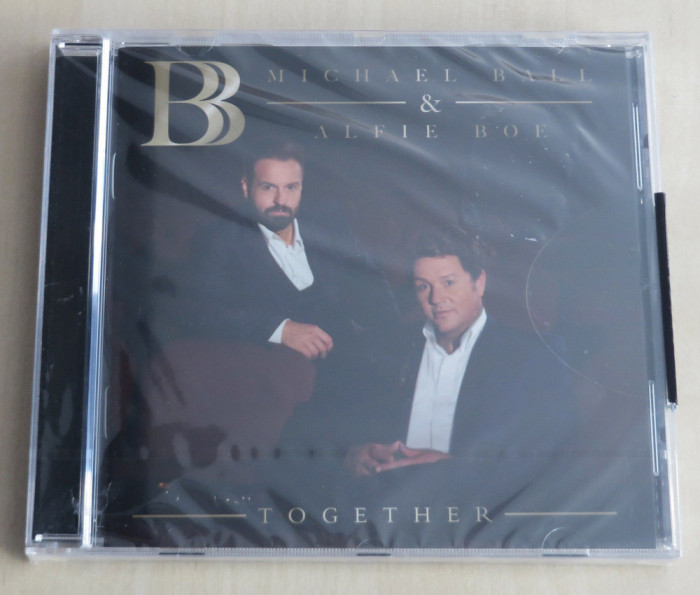 BB
MICHAEL BALL
&
ALFIE BOE
TOGETHER